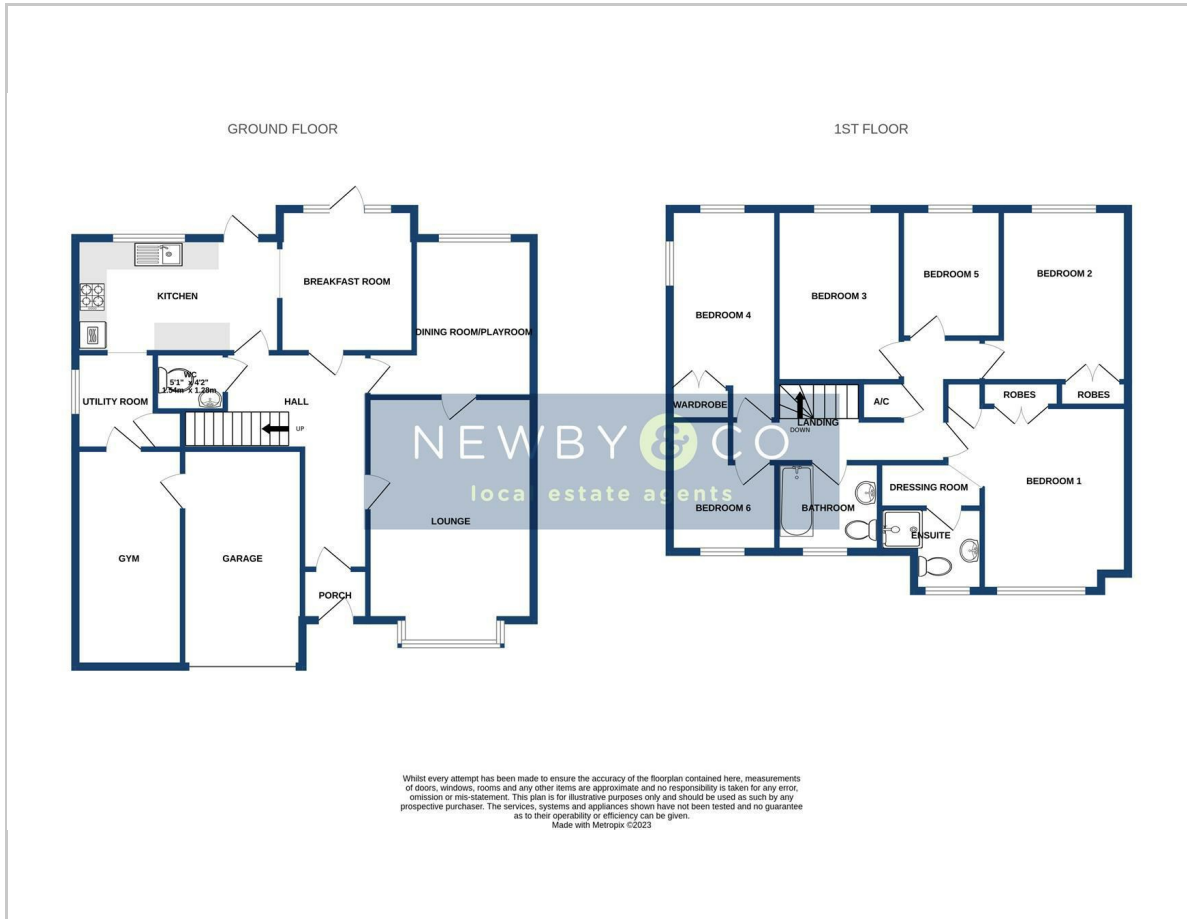 GROUND FLOOR
KITCHEN
BREAKFAST ROOM
DINING ROOM/PLAYROOM
WC
5'1" x 4'2"
1.54m x 1.28m
UTILITY ROOM
HALL
UP
LOUNGE
GYM
GARAGE
PORCH
1ST FLOOR
BEDROOM 5
BEDROOM 2
BEDROOM 3
BEDROOM 4
WARDROBE
A/C
ROBES
ROBES
LANDING
DOWN
DRESSING ROOM
BEDROOM 1
BEDROOM 6
BATHROOM
ENSUITE
NEWBY & CO
local estate agents
Whilst every attempt has been made to ensure the accuracy of the floorplan contained here, measurements
of doors, windows, rooms and any other items are approximate and no responsibility is taken for any error,
omission or mis-statement. This plan is for illustrative purposes only and should be used as such by any
prospective purchaser. The services, systems and appliances shown have not been tested and no guarantee
as to their operability or efficiency can be given.
Made with Metropix ©2023